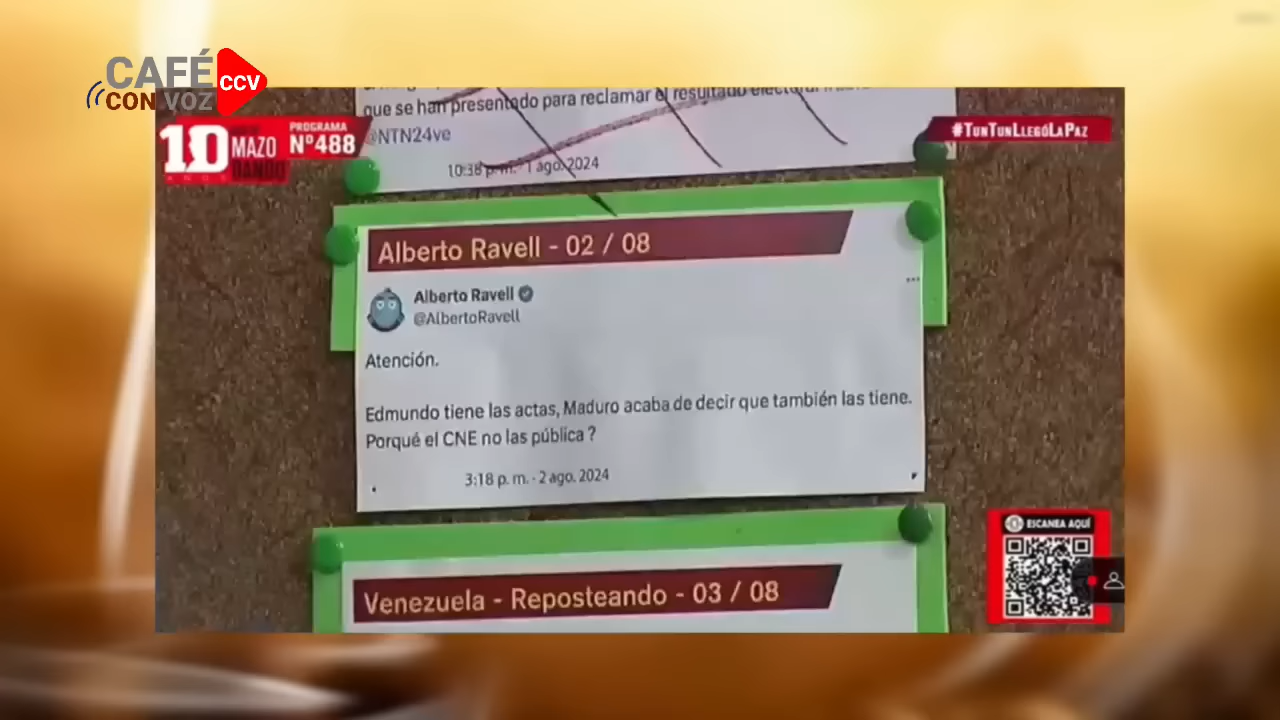 CAFÉ
CON VOZ
CCV
10
MAZO
DANDO
PROGRAMA
Nº488
#TunTunLlegóLaPaz
que se han presentado para reclamar el resultado
@NTN24ve
10:38 p. m. · 1 ago. 2024
Alberto Ravell - 02 / 08
Alberto Ravell
@AlbertoRavell
Atención.
Edmundo tiene las actas, Maduro acaba de decir que también las tiene.
Porqué el CNE no las pública ?
3:18 p. m. · 2 ago. 2024
Venezuela - Reposteando - 03 / 08
ESCANEA AQUÍ